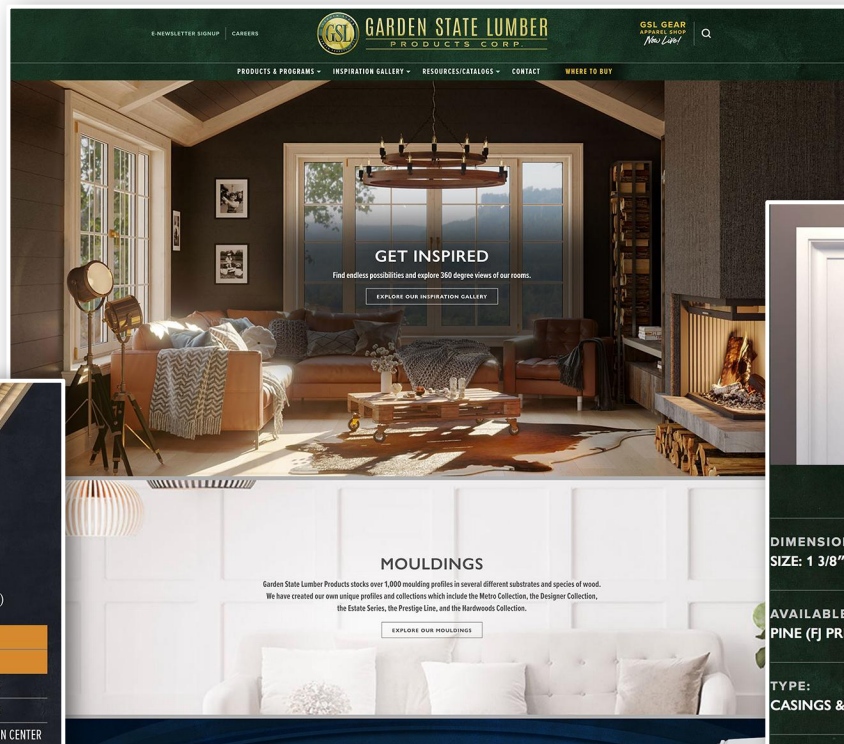 E-NEWSLETTER SIGNUP
CAREERS
GSL
GARDEN STATE LUMBER
PRODUCTS CORP.
GSL GEAR
APPAREL SHOP
Now Live!
PRODUCTS & PROGRAMS
INSPIRATION GALLERY
RESOURCES/CATALOGS
CONTACT
WHERE TO BUY
GET INSPIRED
Find endless possibilities and explore 360 degree views of our rooms.
EXPLORE OUR INSPIRATION GALLERY
MOULDINGS
Garden State Lumber Products stocks over 1,000 moulding profiles in several different substrates and species of wood.
We have created our own unique profiles and collections which include the Metro Collection, the Designer Collection,
the Estate Series, the Prestige Line, and the Hardwoods Collection.
EXPLORE OUR MOULDINGS
)
N CENTER
DIMENSIO
SIZE: 1 3/8"
AVAILABLE
PINE (FJ PR
TYPE:
CASINGS &